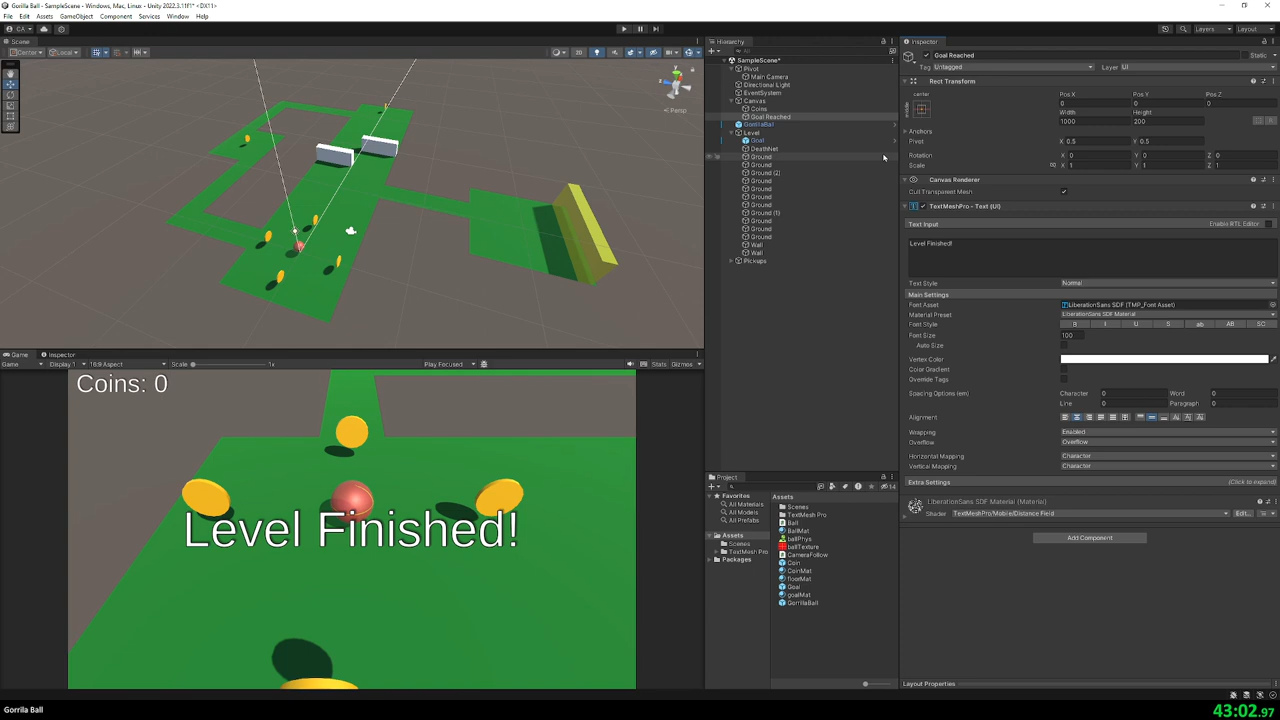 Gorilla Ball - SampleScene - Windows, Mac, Linux - Unity 2022.3.11f1* <DX11>
File Edit Assets GameObject Component Services Window Help
CA
Layers Layout
Scene
Center Local
2D
Persp
Game Inspector
Game Display 1 16:9 Aspect Scale 1x Play Focused Stats Gizmos
Coins: 0
Level Finished!
Hierarchy
All
SampleScene*
Pivot
Main Camera
Directional Light
EventSystem
Canvas
Coins
Goal Reached
GorrillaBall
Level
Goal
DeathNet
Ground
Ground
Ground (2)
Ground
Ground
Ground
Ground
Ground (1)
Ground
Ground
Ground
Wall
Wall
Pickups
Project
14
Favorites
All Materials
All Models
All Prefabs
Assets
Scenes
TextMesh Pro
Packages
Assets
Scenes
TextMesh Pro
Ball
BallMat
ballPhys
ballTexture
CameraFollow
Coin
CoinMat
floorMat
Goal
goalMat
GorrillaBall
Inspector
Goal Reached Static
Tag Untagged Layer UI
Rect Transform
center Pos X Pos Y Pos Z
middle 0 0 0
Width Height
1000 200
R
Anchors
Pivot X 0.5 Y 0.5
Rotation X 0 Y 0 Z 0
Scale X 1 Y 1 Z 1
Canvas Renderer
Cull Transparent Mesh
TextMeshPro - Text (UI)
Text Input Enable RTL Editor
Level Finished!
Text Style Normal
Main Settings
Font Asset LiberationSans SDF (TMP_Font Asset)
Material Preset LiberationSans SDF Material
Font Style B I U S ab AB SC
Font Size 100
Auto Size
Vertex Color
Color Gradient
Override Tags
Spacing Options (em) Character 0 Word 0
Line 0 Paragraph 0
Alignment
Wrapping Enabled
Overflow Overflow
Horizontal Mapping Character
Vertical Mapping Character
Extra Settings (Click to expand)
LiberationSans SDF Material (Material)
Shader TextMeshPro/Mobile/Distance Field Edit...
Add Component
Layout Properties
Gorilla Ball
43:02.97